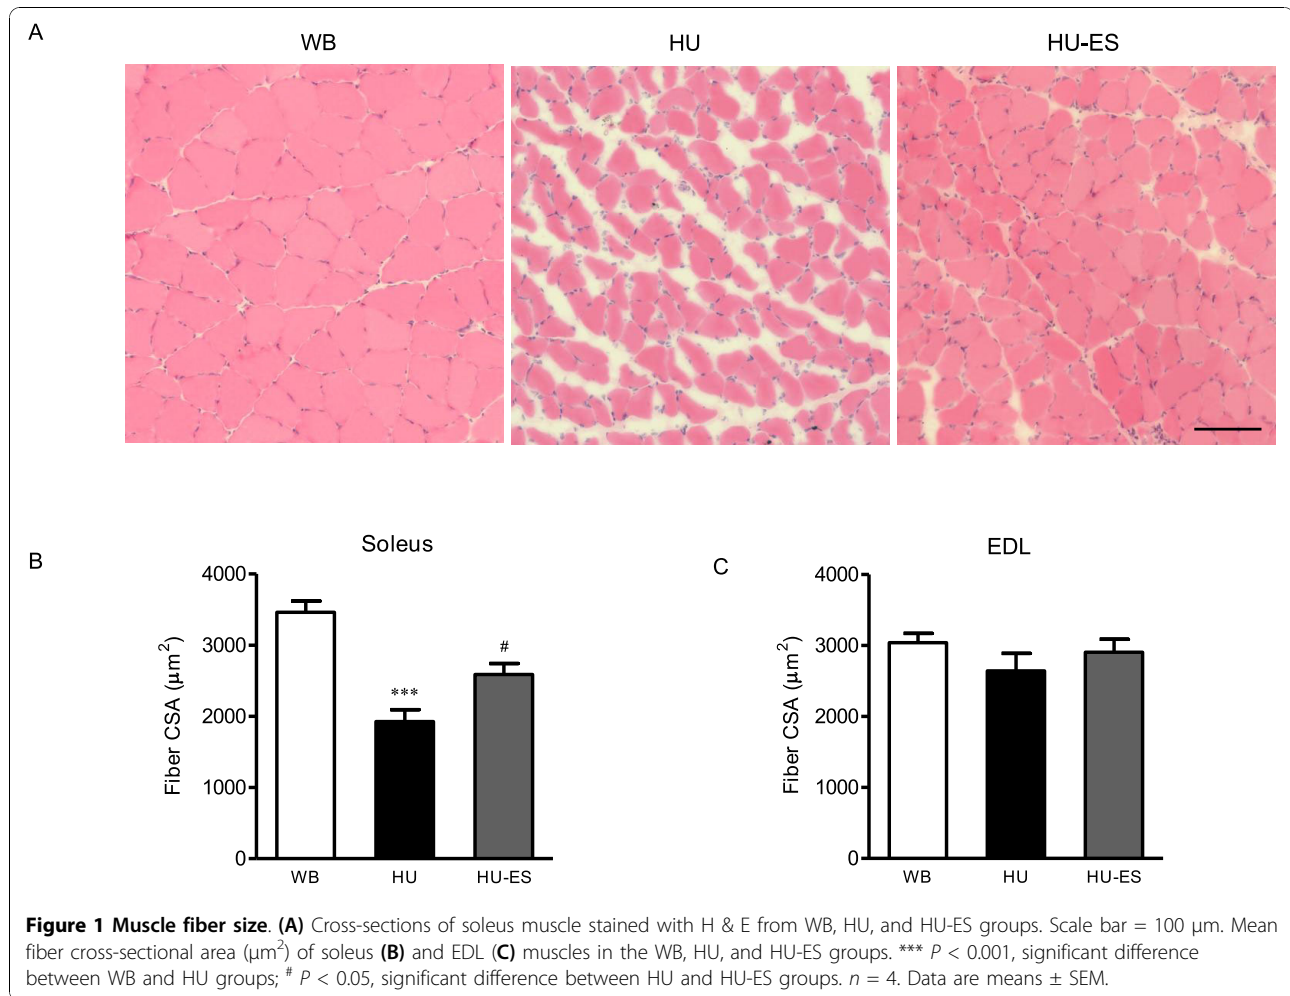 A
WB HU HU-ES
B
Soleus
Fiber CSA (μm²)
4000
3000
2000
1000
0
***
#
WB HU HU-ES
C
EDL
Fiber CSA (μm²)
4000
3000
2000
1000
0
WB HU HU-ES
Figure 1 Muscle fiber size. (A) Cross-sections of soleus muscle stained with H & E from WB, HU, and HU-ES groups. Scale bar = 100 μm. Mean
fiber cross-sectional area (μm²) of soleus (B) and EDL (C) muscles in the WB, HU, and HU-ES groups. *** P < 0.001, significant difference
between WB and HU groups; # P < 0.05, significant difference between HU and HU-ES groups. n = 4. Data are means ± SEM.